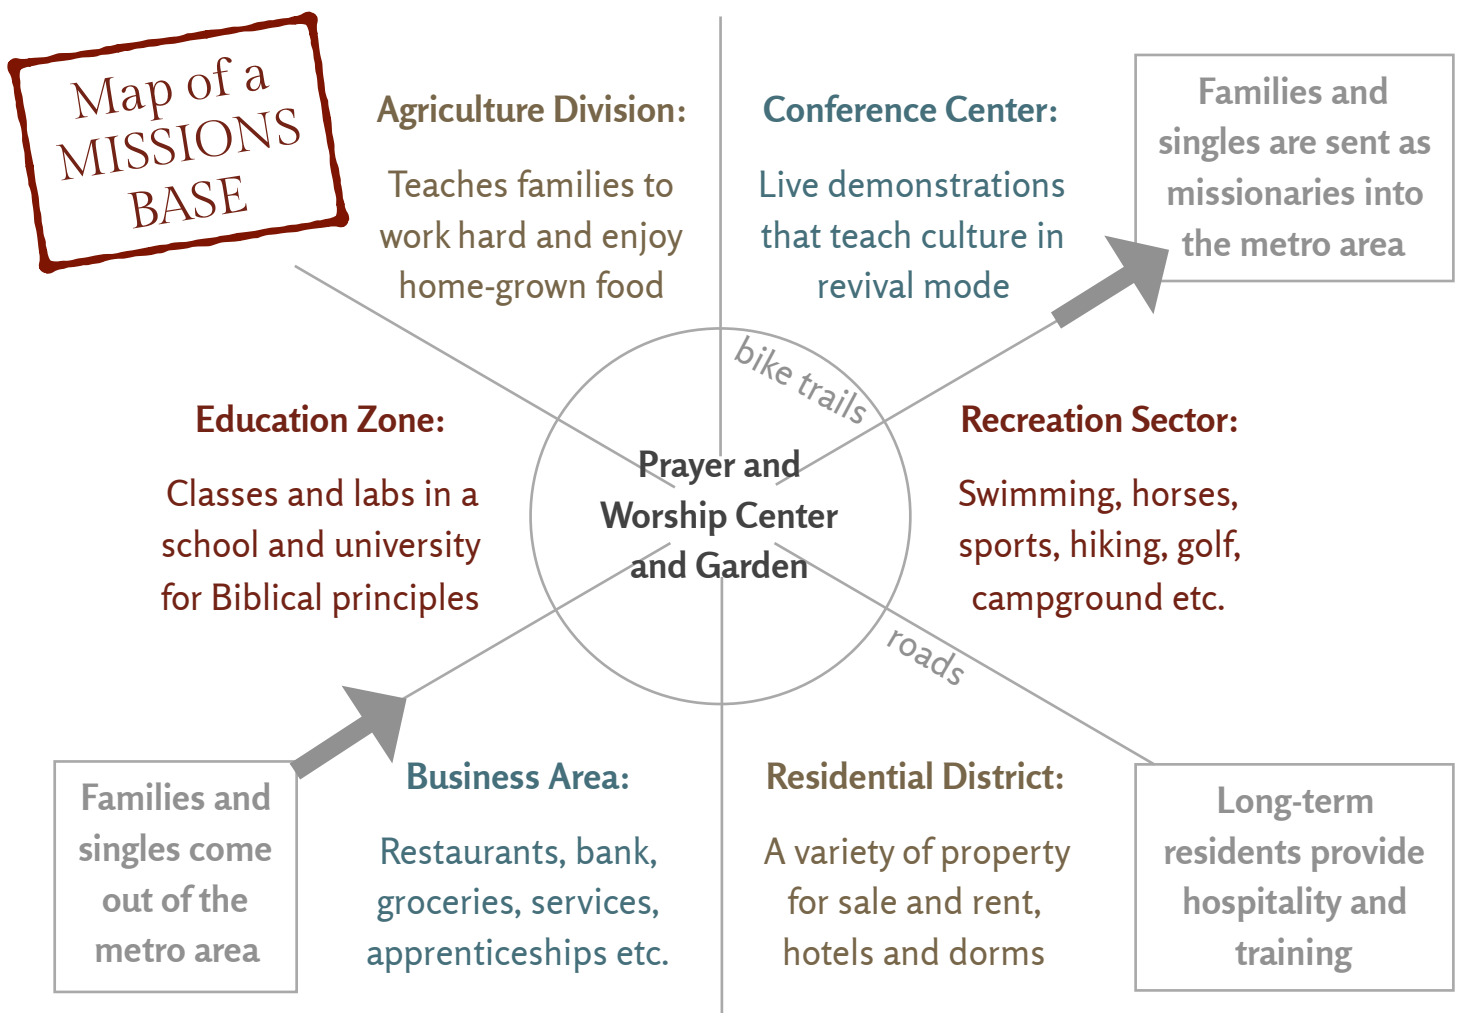 Map of a
MISSIONS
BASE
Agriculture Division:
Teaches families to
work hard and enjoy
home-grown food
Conference Center:
Live demonstrations
that teach culture in
revival mode
Families and
singles are sent as
missionaries into
the metro area
bike trails
Education Zone:
Classes and labs in a
school and university
for Biblical principles
Prayer and
Worship Center
and Garden
Recreation Sector:
Swimming, horses,
sports, hiking, golf,
campground etc.
roads
Families and
singles come
out of the
metro area
Business Area:
Restaurants, bank,
groceries, services,
apprenticeships etc.
Residential District:
A variety of property
for sale and rent,
hotels and dorms
Long-term
residents provide
hospitality and
training